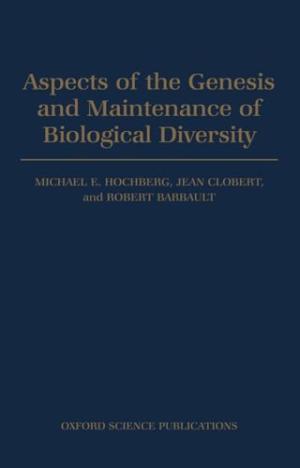 Aspects of the Genesis
and Maintenance of
Biological Diversity
MICHAEL E. HOCHBERG, JEAN CLOBERT,
and ROBERT BARBAULT
OXFORD SCIENCE PUBLICATIONS